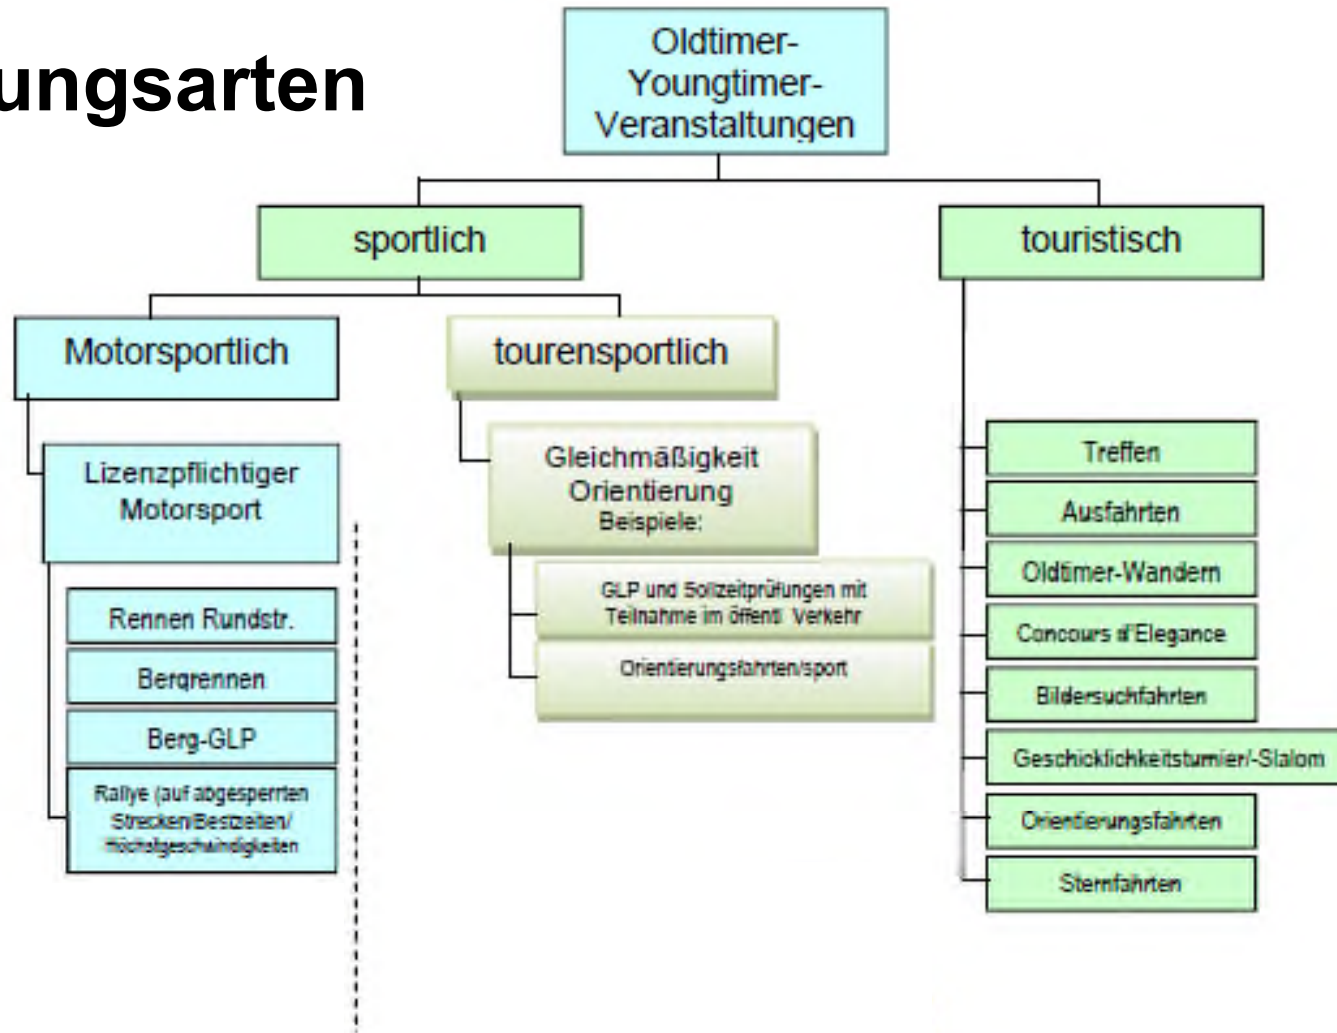 ungsarten
Oldtimer-
Youngtimer-
Veranstaltungen
sportlich
touristisch
Motorsportlich
tourensportlich
Lizenzpflichtiger
Motorsport
Rennen Rundstr.
Bergrennen
Berg-GLP
Rallye (auf abgesperrten
Strecken/Bestzeiten/
Höchstgeschwindigkeiten
Gleichmäßigkeit
Orientierung
Beispiele:
GLP und Sollzeitprüfungen mit
Teilnahme im öffentl. Verkehr
Orientierungsfahrten/sport
Treffen
Ausfahrten
Oldtimer-Wandern
Concours d'Elegance
Bildersuchfahrten
Geschicklichkeitsturnier/-Slalom
Orientierungsfahrten
Sternfahrten